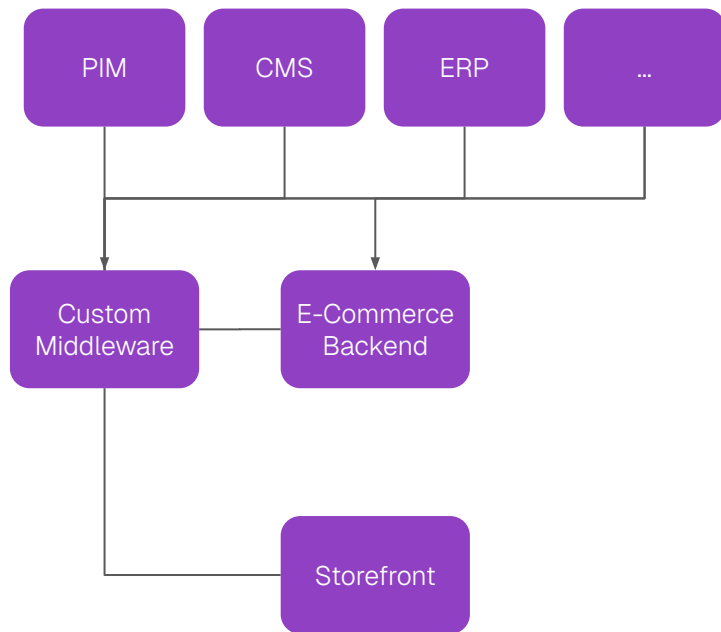 PIM
CMS
ERP
...
Custom
Middleware
E-Commerce
Backend
Storefront